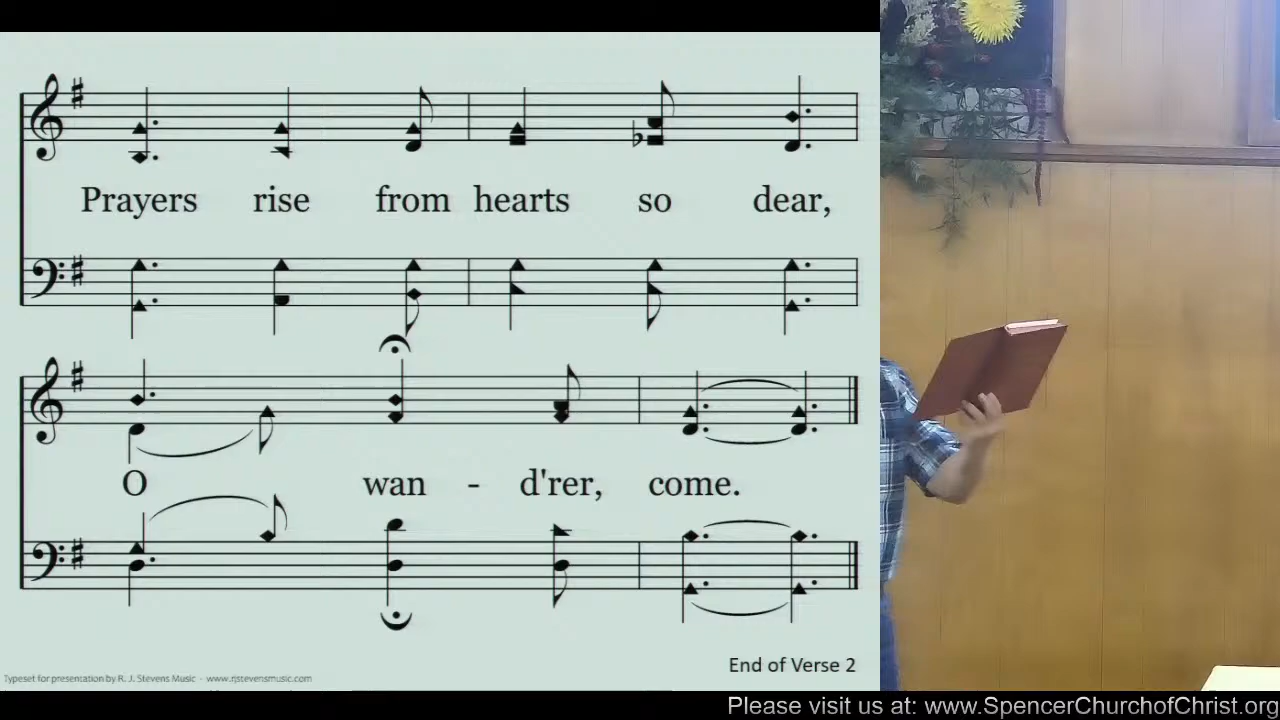 Prayers rise from hearts so dear,
O wan - d'rer, come.
End of Verse 2
Typeset for presentation by R. J. Stevens Music - www.rjstevensmusic.com
Please visit us at: www.SpencerChurchofChrist.org